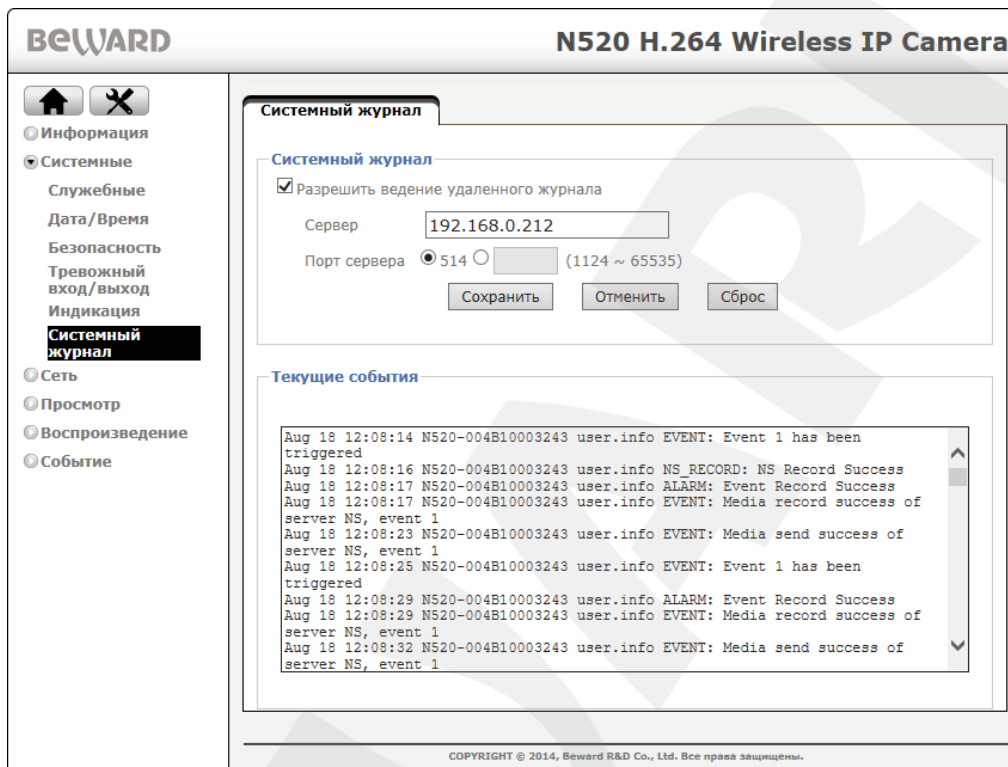 BEWARD
N520 H.264 Wireless IP Camera
Информация
Системные
Служебные
Дата/Время
Безопасность
Тревожный
вход/выход
Индикация
Системный
журнал
Сеть
Просмотр
Воспроизведение
Событие
Системный журнал
Системный журнал
Разрешить ведение удаленного журнала
Сервер 192.168.0.212
Порт сервера 514 (1124 ~ 65535)
Сохранить Отменить Сброс
Текущие события
Aug 18 12:08:14 N520-004B10003243 user.info EVENT: Event 1 has been
triggered
Aug 18 12:08:16 N520-004B10003243 user.info NS_RECORD: NS Record Success
Aug 18 12:08:17 N520-004B10003243 user.info ALARM: Event Record Success
Aug 18 12:08:17 N520-004B10003243 user.info EVENT: Media record success of
server NS, event 1
Aug 18 12:08:23 N520-004B10003243 user.info EVENT: Media send success of
server NS, event 1
Aug 18 12:08:25 N520-004B10003243 user.info EVENT: Event 1 has been
triggered
Aug 18 12:08:29 N520-004B10003243 user.info ALARM: Event Record Success
Aug 18 12:08:29 N520-004B10003243 user.info EVENT: Media record success of
server NS, event 1
Aug 18 12:08:32 N520-004B10003243 user.info EVENT: Media send success of
server NS, event 1
COPYRIGHT © 2014, Beward R&D Co., Ltd. Все права защищены.